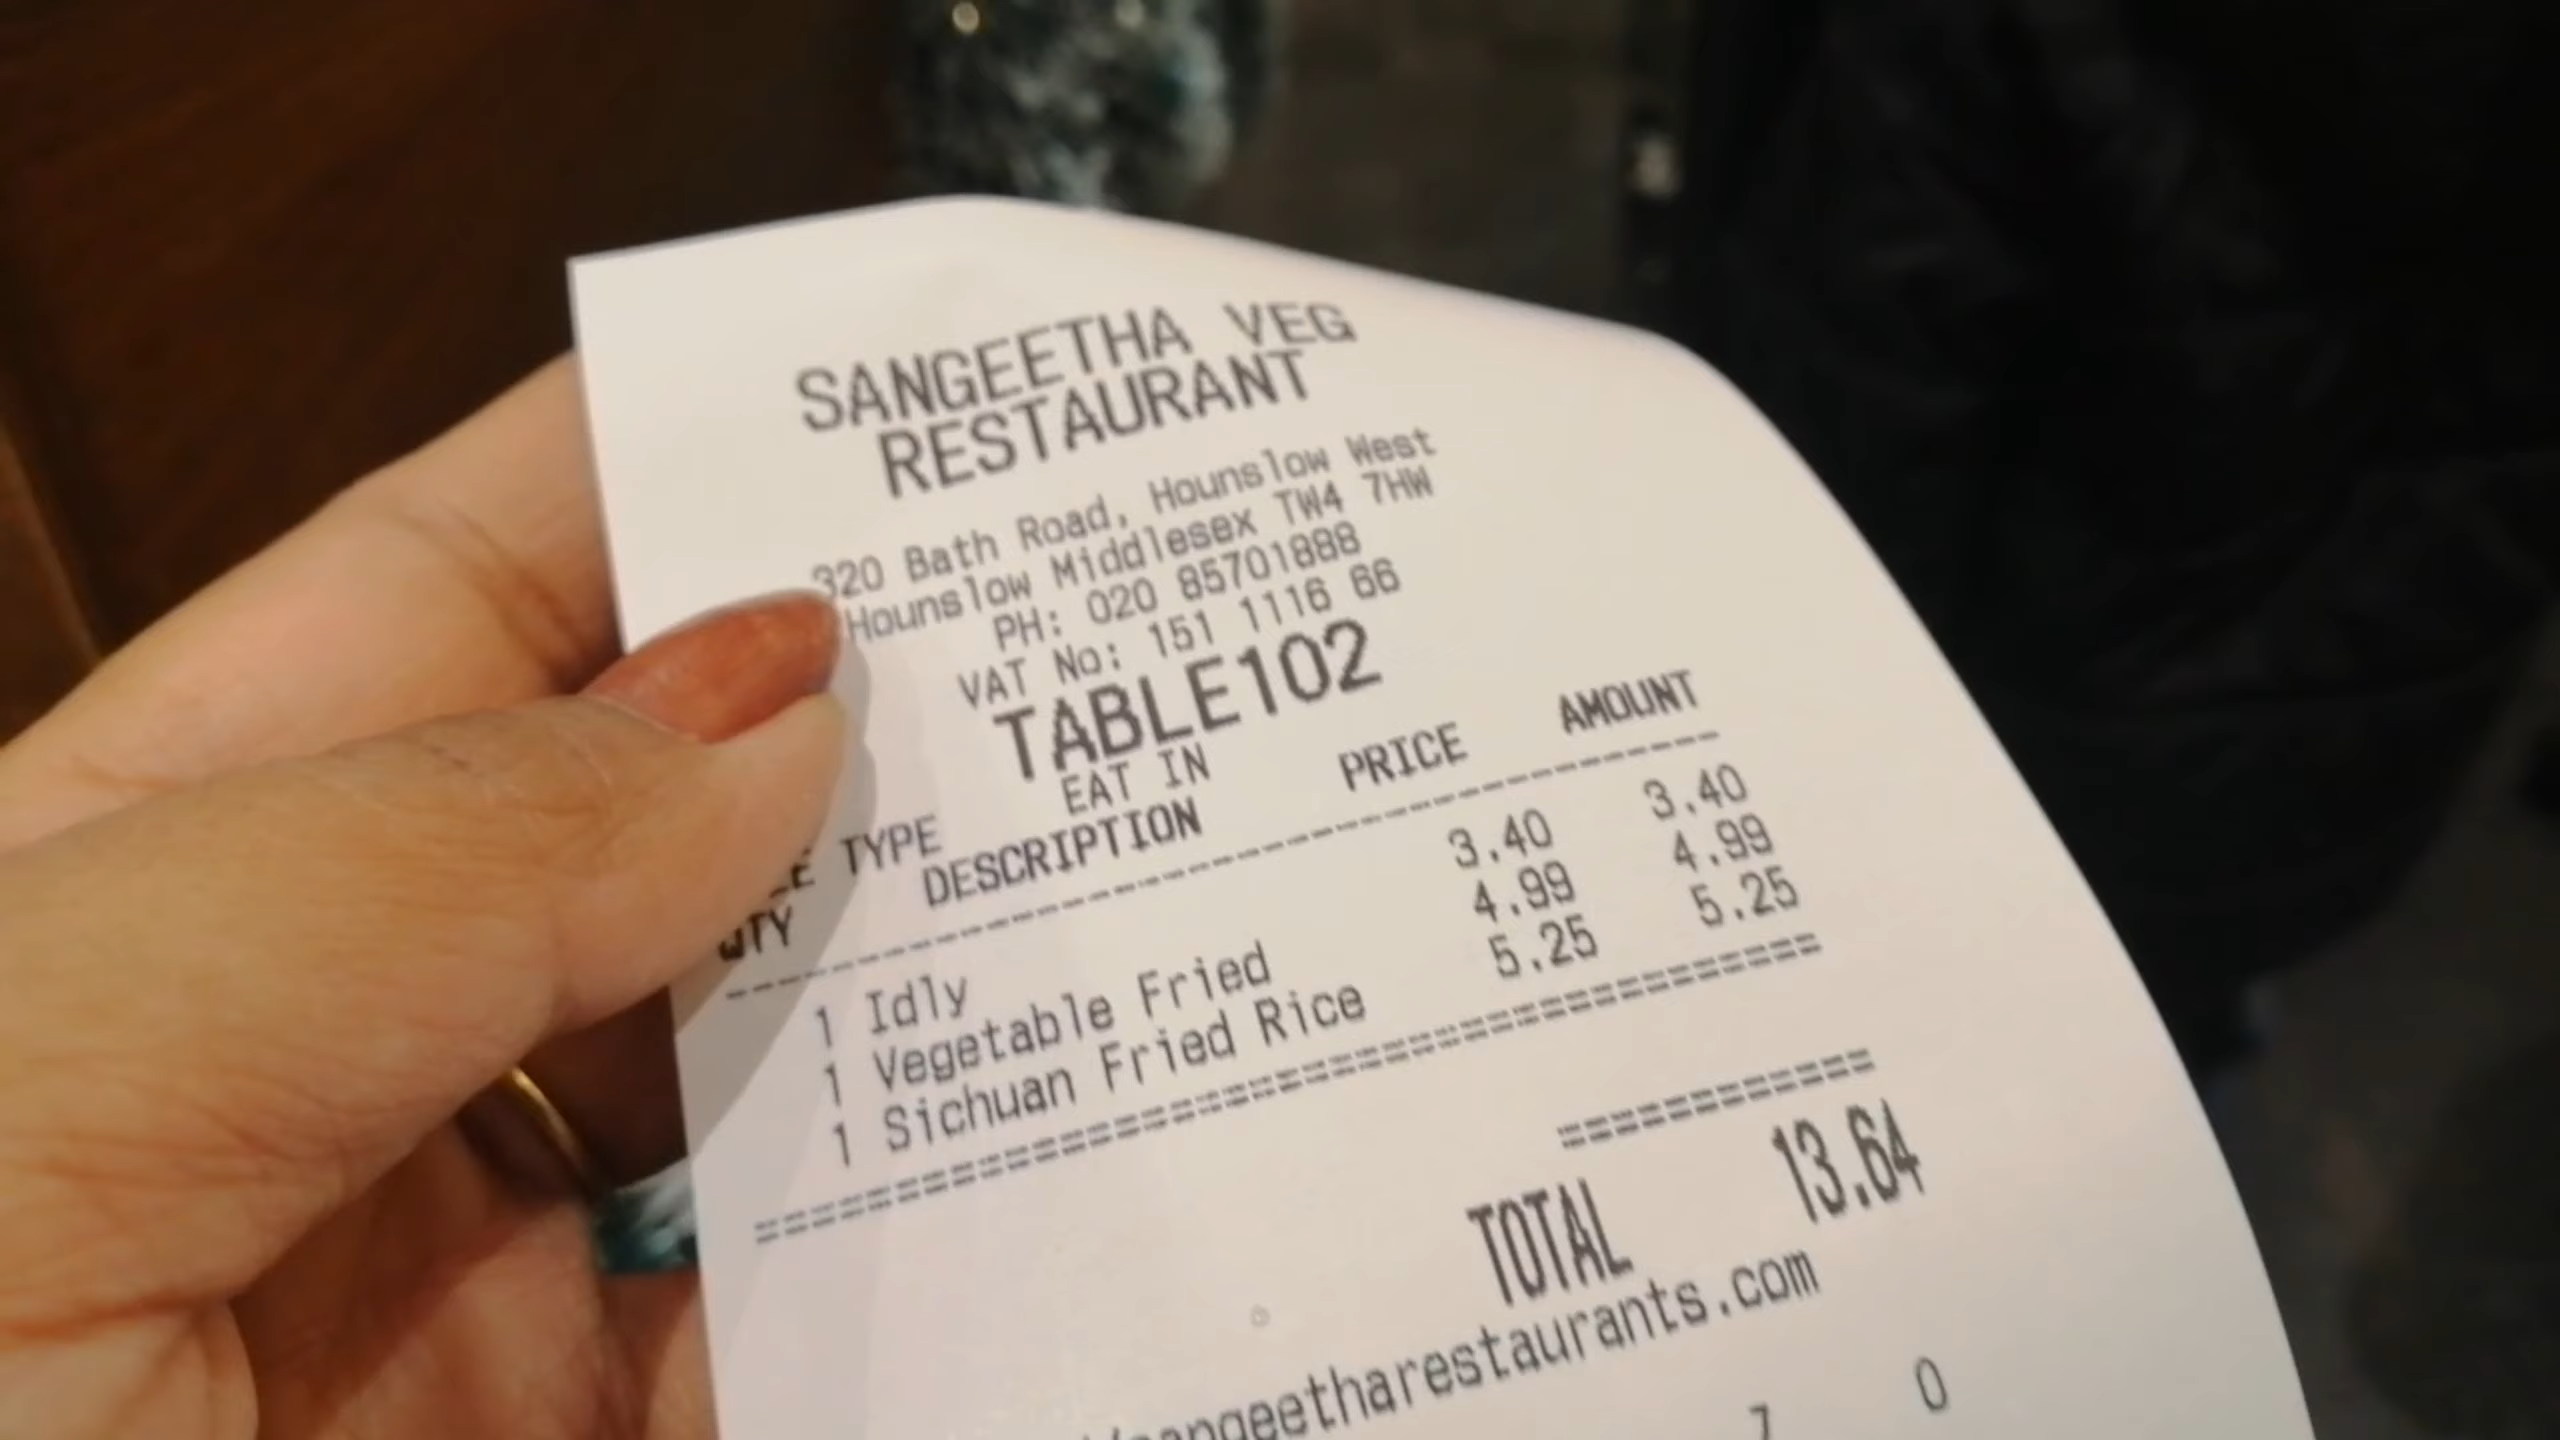 SANGEETHA VEG
RESTAURANT
320 Bath Road, Hounslow West
Hounslow Middlesex TW4 7HW
PH: 020 85701888
VAT No: 151 1116 66
TABLE102
EAT IN
TYPE
QTY DESCRIPTION PRICE AMOUNT
1 Idly 3.40 3.40
1 Vegetable Fried 4.99 4.99
1 Sichuan Fried Rice 5.25 5.25
TOTAL 13.64
sangeetharestaurants.com
0